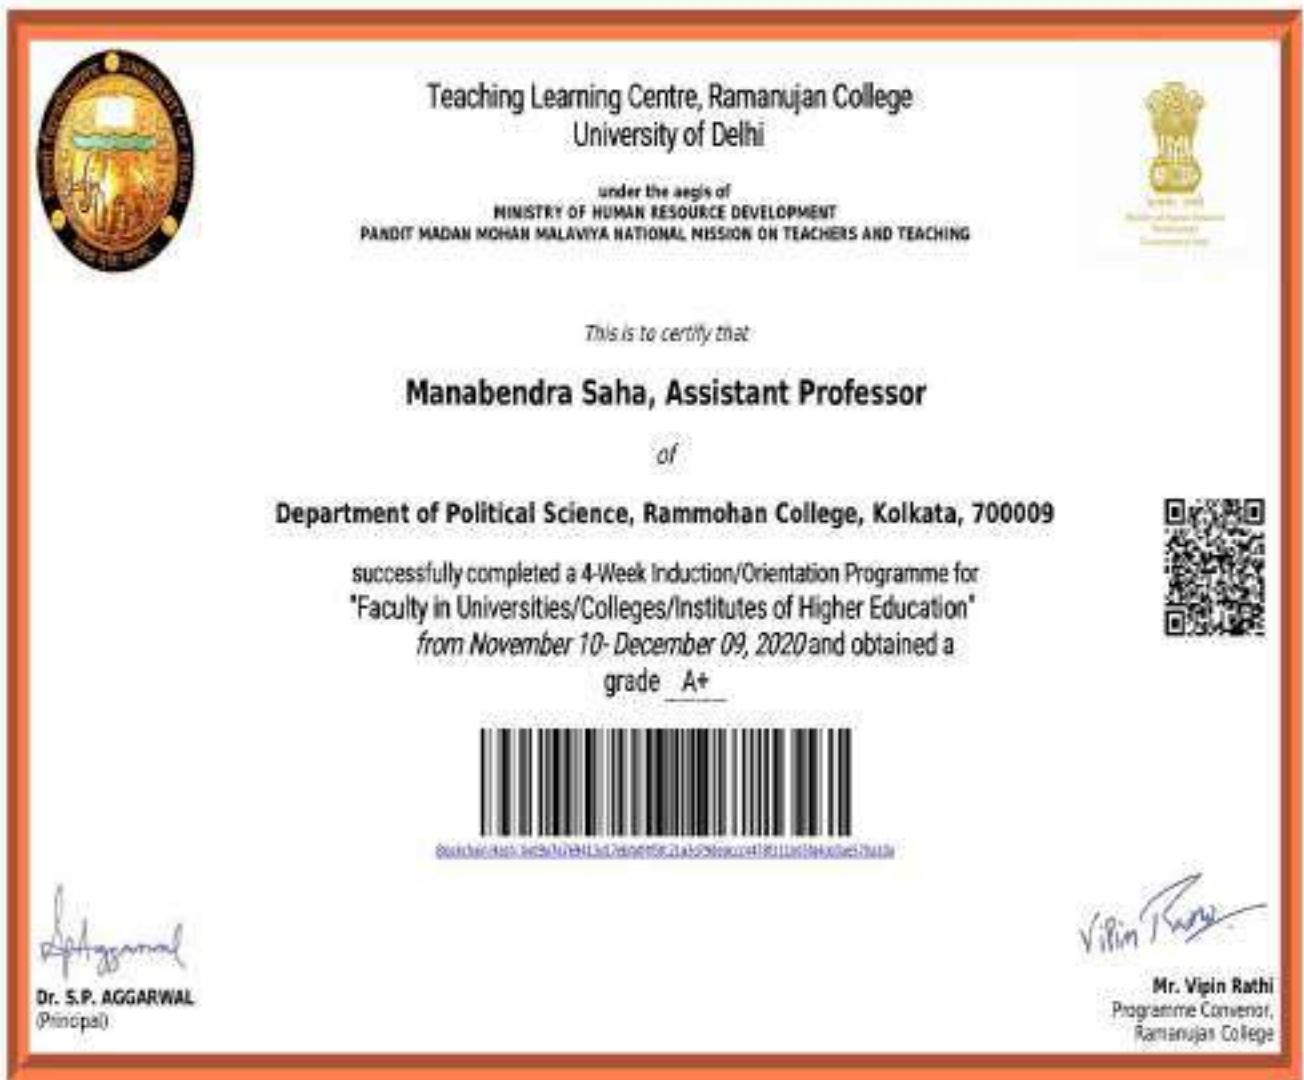 Teaching Learning Centre, Ramanujan College
University of Delhi
under the aegis of
MINISTRY OF HUMAN RESOURCE DEVELOPMENT
PANDIT MADAN MOHAN MALAVIYA NATIONAL MISSION ON TEACHERS AND TEACHING
This is to certify that
Manabendra Saha, Assistant Professor
of
Department of Political Science, Rammohan College, Kolkata, 700009
successfully completed a 4-Week Induction/Orientation Programme for
"Faculty in Universities/Colleges/Institutes of Higher Education"
from November 10- December 09, 2020 and obtained a
grade A+
SpAggarwal
Dr. S.P. AGGARWAL
(Principal)
Vipin Rathi
Mr. Vipin Rathi
Programme Convenor,
Ramanujan College